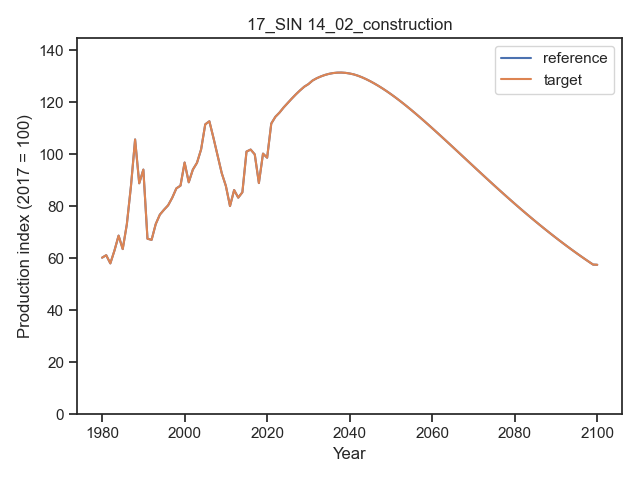 17_SIN 14_02_construction
reference
target
Production index (2017 = 100)
140
120
100
80
60
40
20
0
1980 2000 2020 2040 2060 2080 2100
Year